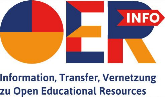 OER
INFO
Information, Transfer, Vernetzung
zu Open Educational Resources